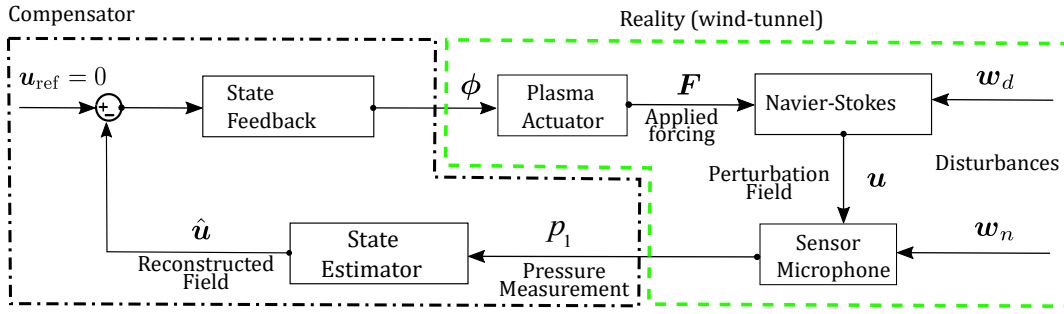 Compensator
Reality (wind-tunnel)
u_ref = 0
+
−
State
Feedback
ϕ
Plasma
Actuator
F
Applied
forcing
Navier-Stokes
w_d
Disturbances
Perturbation
Field
u
û
Reconstructed
Field
State
Estimator
p_1
Pressure
Measurement
Sensor
Microphone
w_n